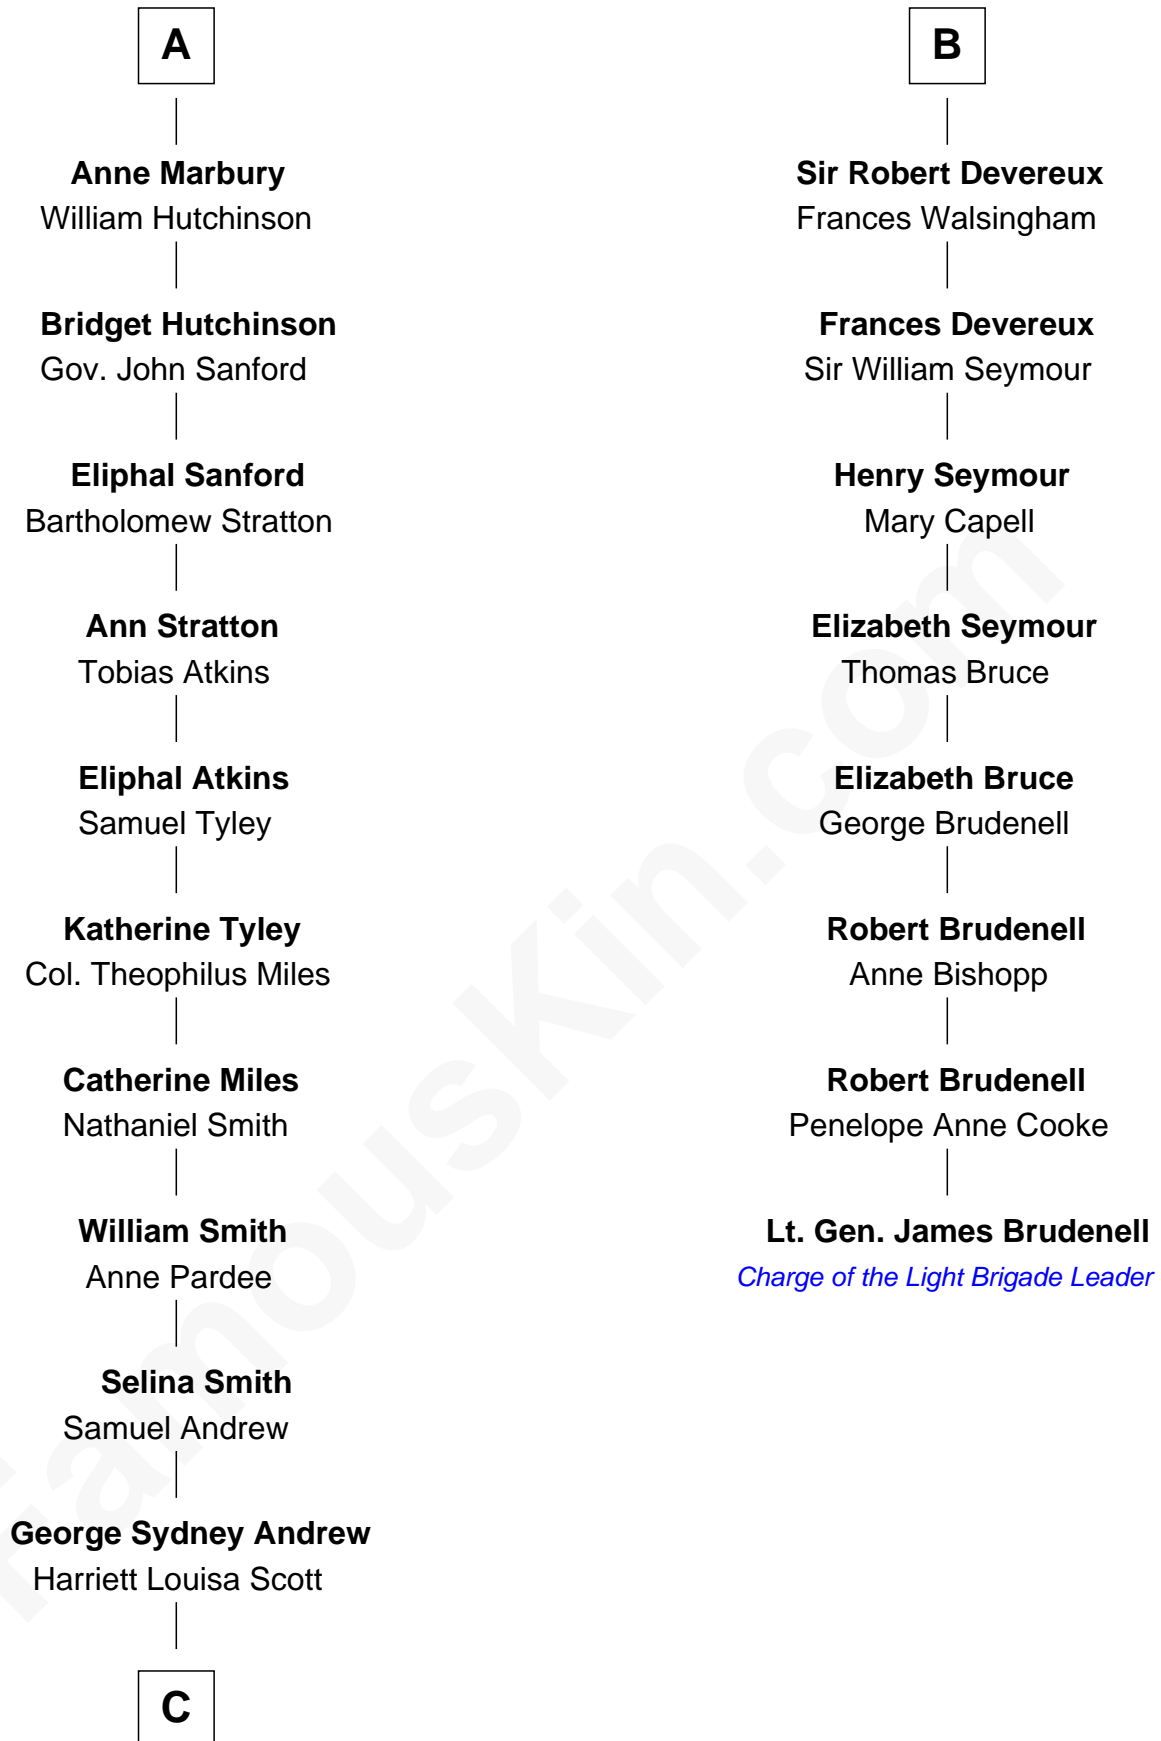 A
Anne Marbury
William Hutchinson
Bridget Hutchinson
Gov. John Sanford
Eliphal Sanford
Bartholomew Stratton
Ann Stratton
Tobias Atkins
Eliphal Atkins
Samuel Tyley
Katherine Tyley
Col. Theophilus Miles
Catherine Miles
Nathaniel Smith
William Smith
Anne Pardee
Selina Smith
Samuel Andrew
George Sydney Andrew
Harriett Louisa Scott
C
B
Sir Robert Devereux
Frances Walsingham
Frances Devereux
Sir William Seymour
Henry Seymour
Mary Capell
Elizabeth Seymour
Thomas Bruce
Elizabeth Bruce
George Brudenell
Robert Brudenell
Anne Bishopp
Robert Brudenell
Penelope Anne Cooke
Lt. Gen. James Brudenell
Charge of the Light Brigade Leader
FamousKin.com